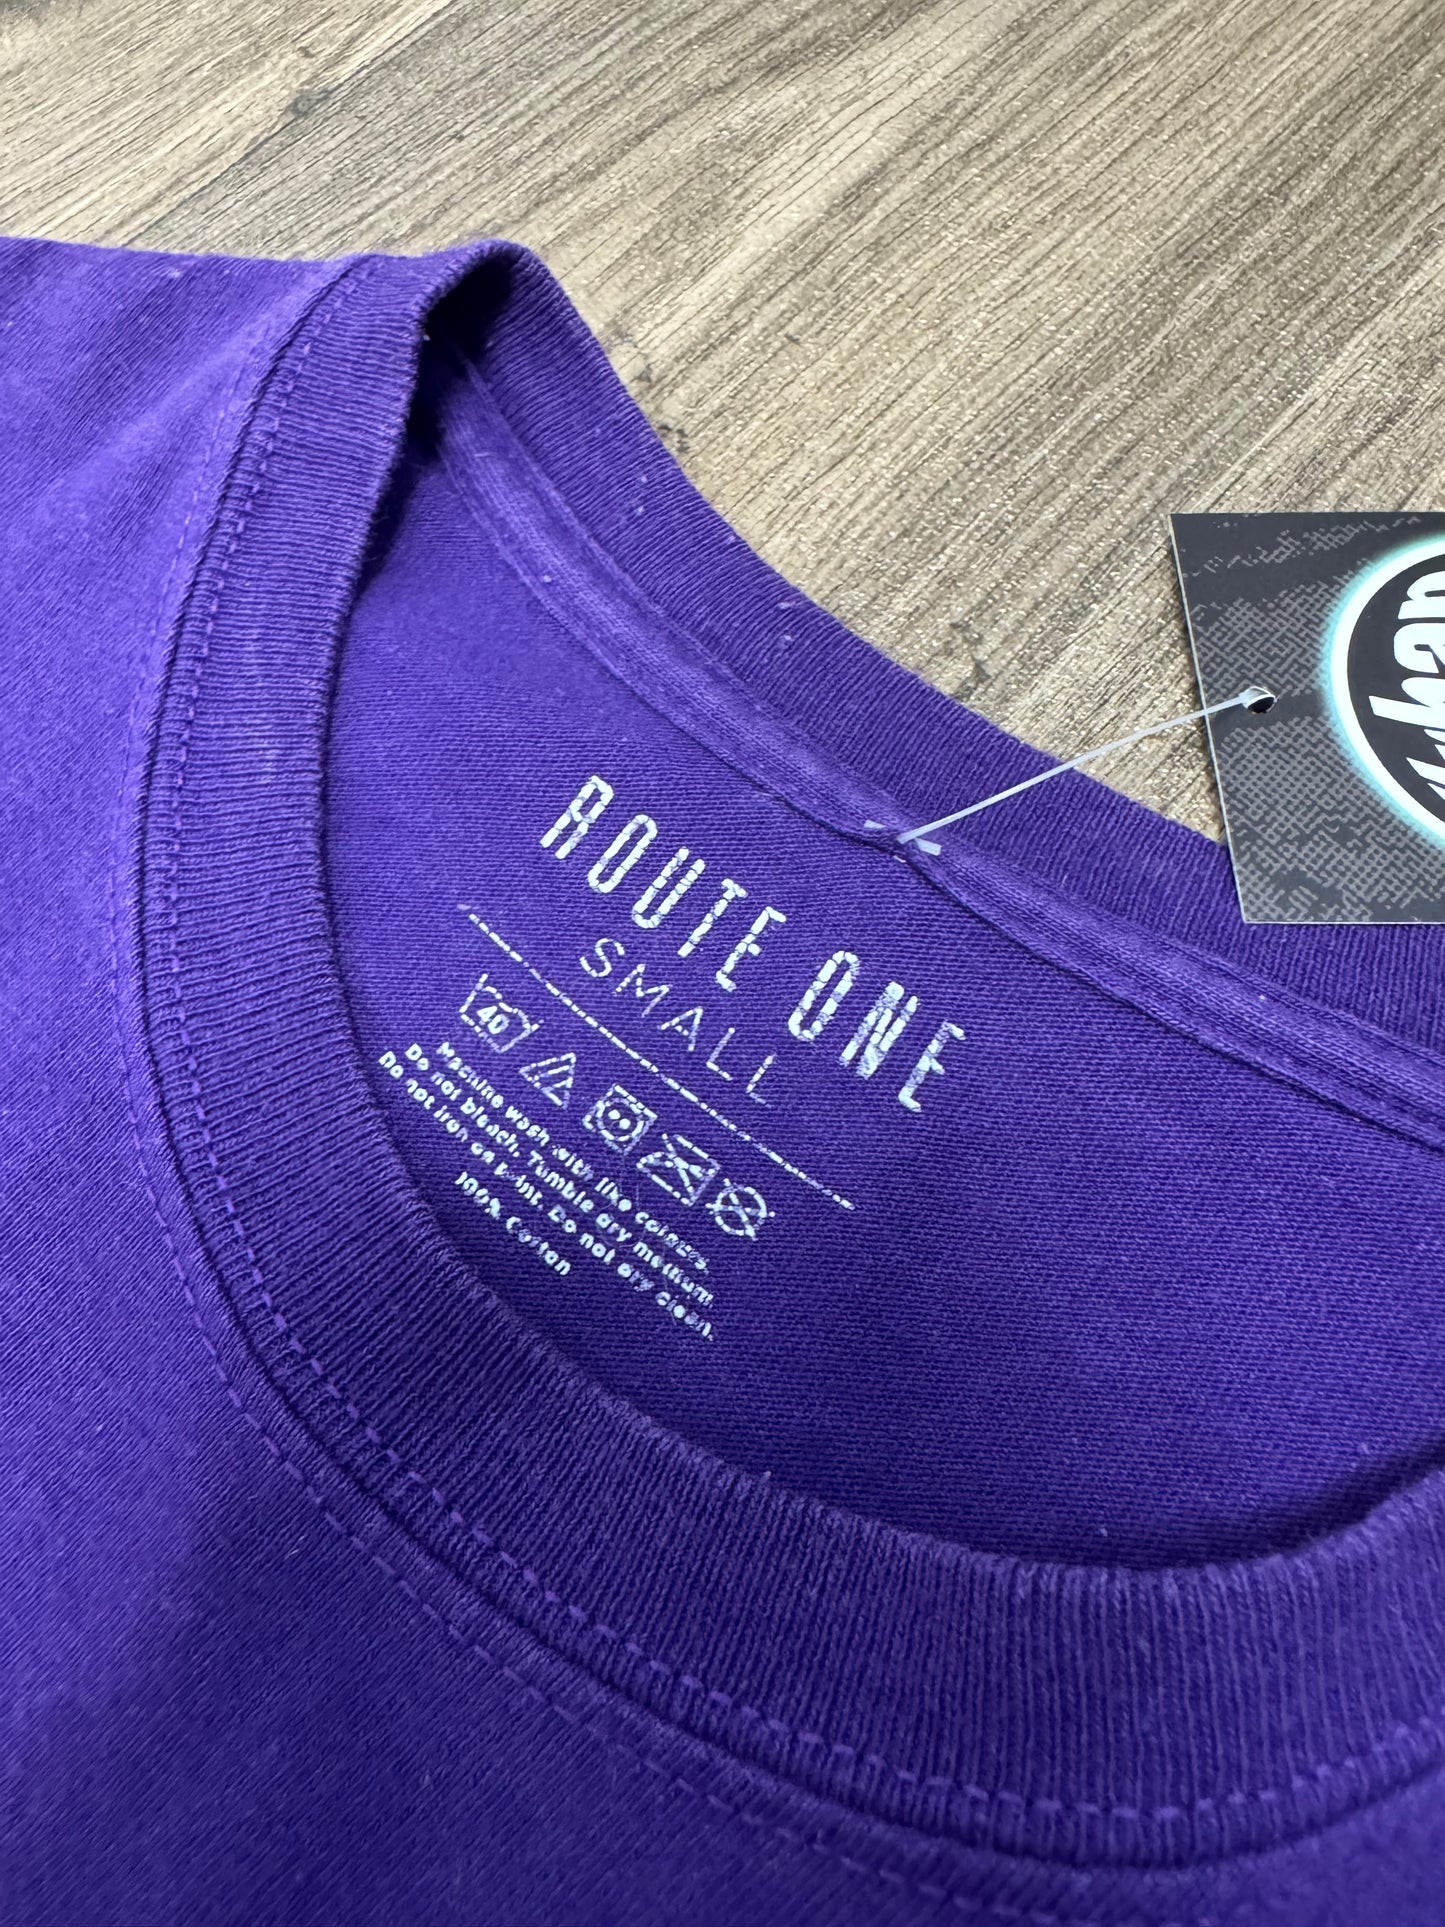 ROUTE ONE
SMALL
40
Machine wash with like colours.
Do not bleach. Tumble dry medium.
Do not iron on print. Do not dry clean.
100% Cotton